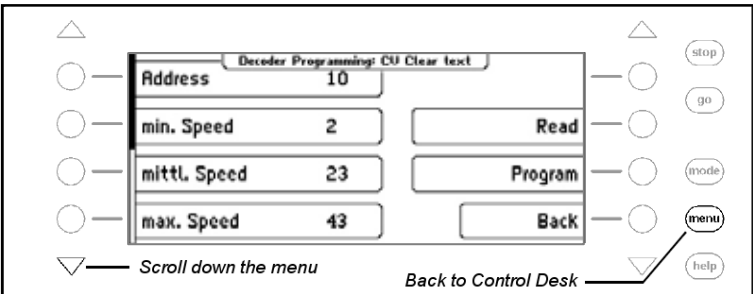 Decoder Programming: CU Clear text
Address 10
min. Speed 2
Read
mittl. Speed 23
Program
max. Speed 43
Back
stop
go
mode
menu
help
Scroll down the menu
Back to Control Desk